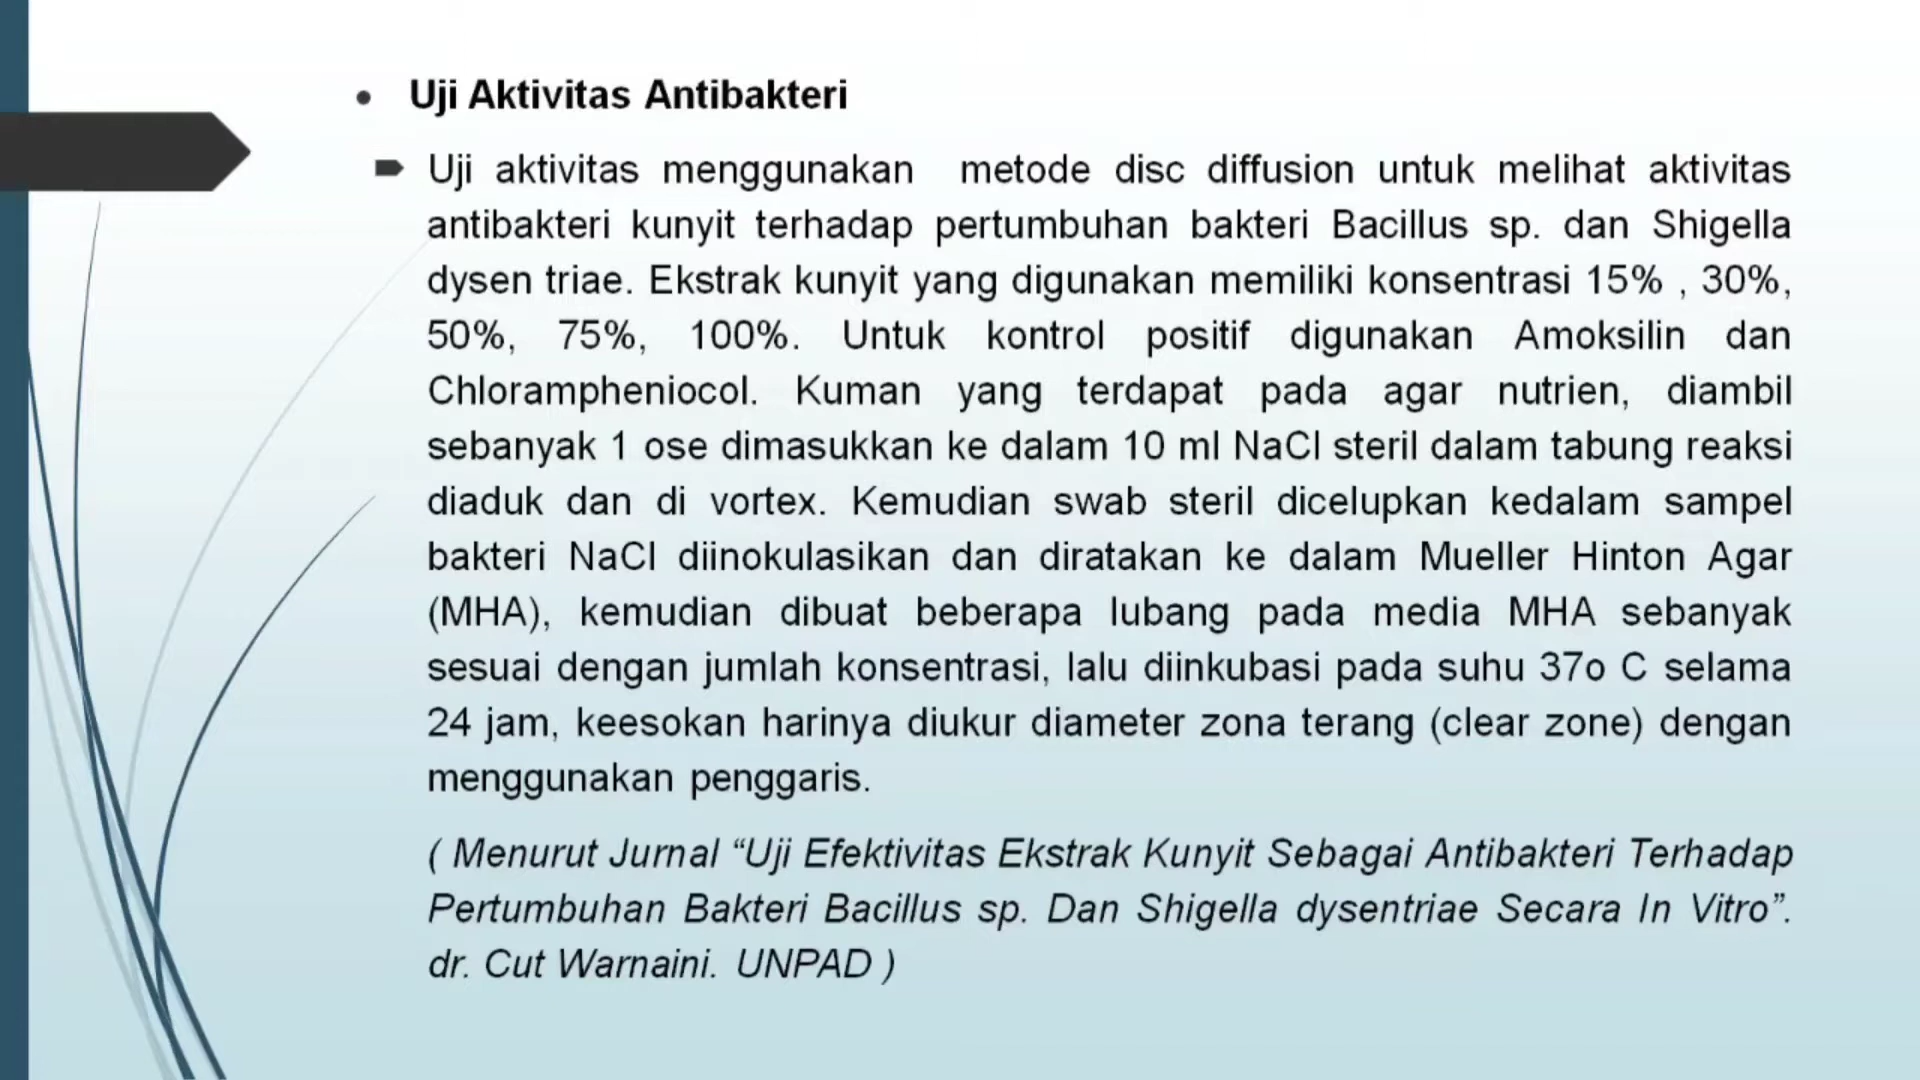 Uji Aktivitas Antibakteri
Uji aktivitas menggunakan metode disc diffusion untuk melihat aktivitas
antibakteri kunyit terhadap pertumbuhan bakteri Bacillus sp. dan Shigella
dysen triae. Ekstrak kunyit yang digunakan memiliki konsentrasi 15% , 30%,
50%, 75%, 100%. Untuk kontrol positif digunakan Amoksilin dan
Chlorampheniocol. Kuman yang terdapat pada agar nutrien, diambil
sebanyak 1 ose dimasukkan ke dalam 10 ml NaCl steril dalam tabung reaksi
diaduk dan di vortex. Kemudian swab steril dicelupkan kedalam sampel
bakteri NaCl diinokulasikan dan diratakan ke dalam Mueller Hinton Agar
(MHA), kemudian dibuat beberapa lubang pada media MHA sebanyak
sesuai dengan jumlah konsentrasi, lalu diinkubasi pada suhu 37o C selama
24 jam, keesokan harinya diukur diameter zona terang (clear zone) dengan
menggunakan penggaris.
( Menurut Jurnal “Uji Efektivitas Ekstrak Kunyit Sebagai Antibakteri Terhadap
Pertumbuhan Bakteri Bacillus sp. Dan Shigella dysentriae Secara In Vitro”.
dr. Cut Warnaini. UNPAD )